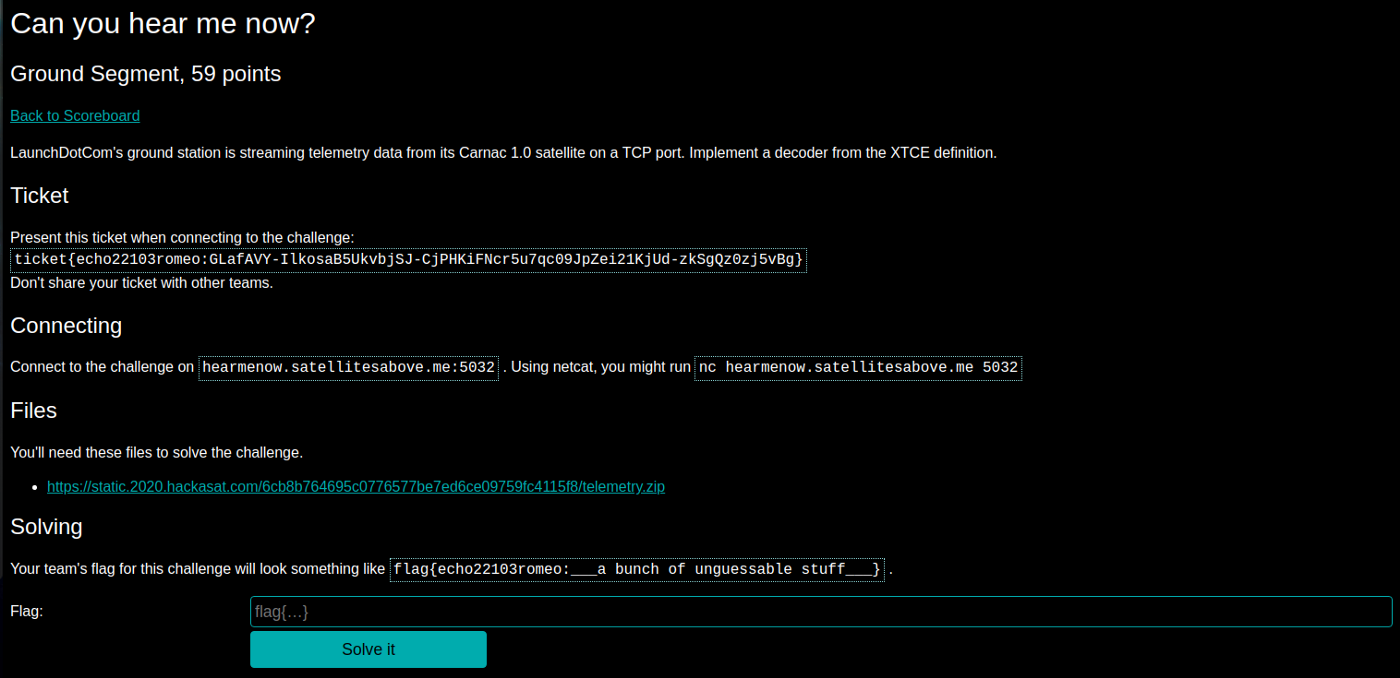 Can you hear me now?
Ground Segment, 59 points
Back to Scoreboard
LaunchDotCom's ground station is streaming telemetry data from its Carnac 1.0 satellite on a TCP port. Implement a decoder from the XTCE definition.
Ticket
Present this ticket when connecting to the challenge:
ticket{echo22103romeo:GLafAVY-IlkosaB5UkvbjSJ-CjPHKiFNcr5u7qc09JpZei21KjUd-zkSgQz0zj5vBg}
Don't share your ticket with other teams.
Connecting
Connect to the challenge on hearmenow.satellitesabove.me:5032 . Using netcat, you might run nc hearmenow.satellitesabove.me 5032
Files
You'll need these files to solve the challenge.
• https://static.2020.hackasat.com/6cb8b764695c0776577be7ed6ce09759fc4115f8/telemetry.zip
Solving
Your team's flag for this challenge will look something like flag{echo22103romeo:___a bunch of unguessable stuff___} .
Flag: flag{…}
Solve it